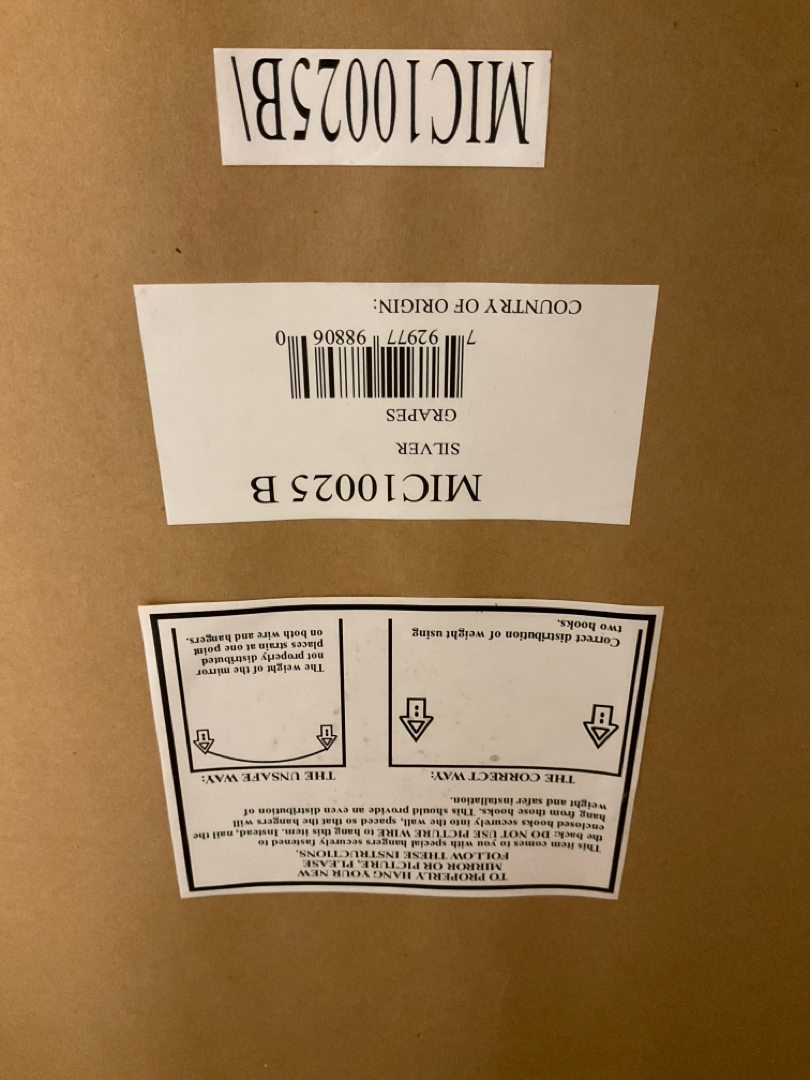 TO PROPERLY HANG YOUR NEW
MIRROR OR PICTURE, PLEASE
FOLLOW THESE INSTRUCTIONS.
This item comes to you with special hangers securely fastened to
the back: DO NOT USE PICTURE WIRE to hang this item. Instead, nail the
enclosed hooks securely into the wall, spaced so that the hangers will
hang from those hooks. This should provide an even distribution of
weight and safer installation.
THE CORRECT WAY:
Correct distribution of weight using
two hooks.
THE UNSAFE WAY:
The weight of the mirror
not properly distributed
places strain at one point
on both wire and hangers.
MIC10025 B
SILVER
GRAPES
7 92977 98806 0
COUNTRY OF ORIGIN:
MIC10025B\